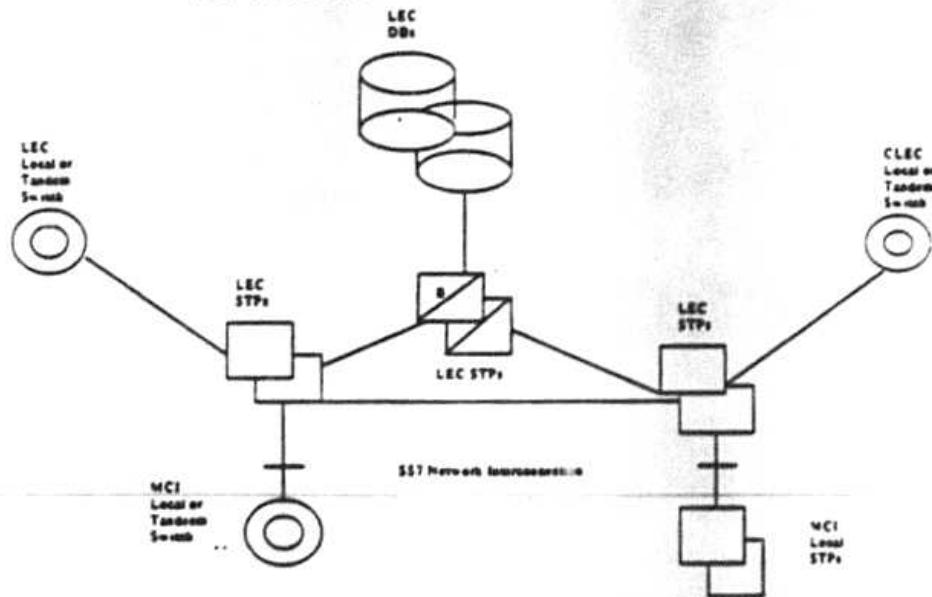 LEC
DBs
LEC
Local or
Tandem
Switch
CLEC
Local or
Tandem
Switch
LEC
STPs
LEC STPs
LEC
STPs
SS7 Network Interconnection
MCI
Local or
Tandem
Switch
MCI
Local
STPs